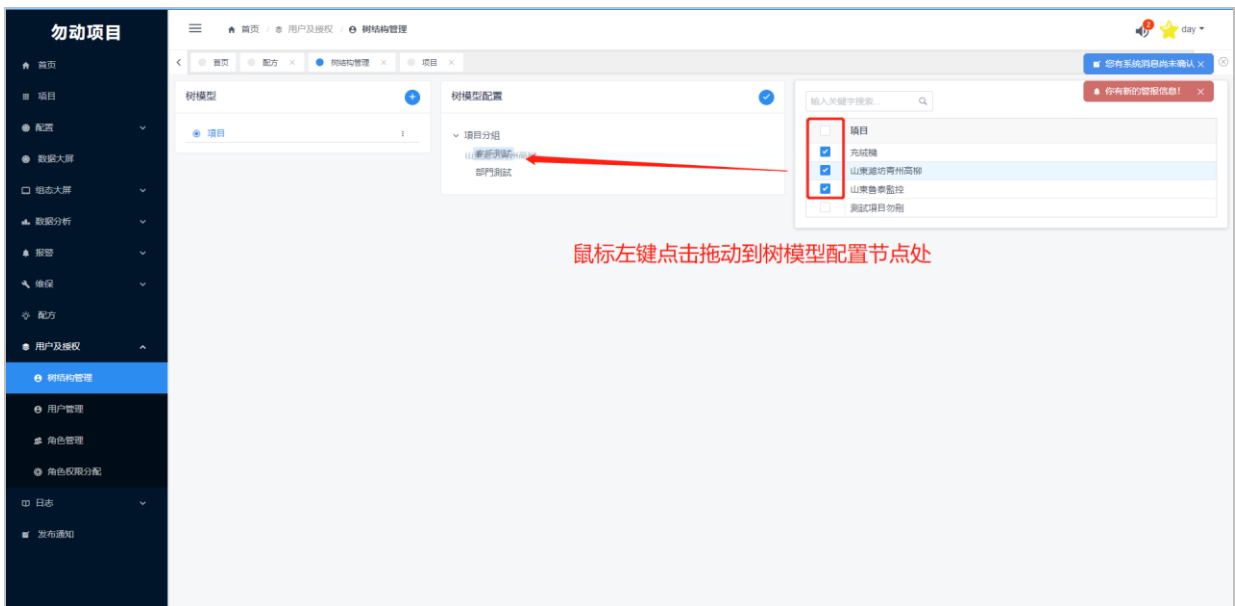 勿动项目
首页 / 用户及授权 / 树结构管理
2
day
首页
项目
配置
数据大屏
组态大屏
数据分析
报警
维保
配方
用户及授权
树结构管理
用户管理
角色管理
角色权限分配
日志
发布通知
首页 配方 × 树结构管理 × 项目 ×
您有系统消息尚未确认 ×
你有新的警报信息! ×
树模型
项目
树模型配置
项目分组
部門測試
输入关键字搜索...
项目
充絨機
山東濰坊青州高柳
山東魯泰監控
測試項目勿刪
鼠标左键点击拖动到树模型配置节点处